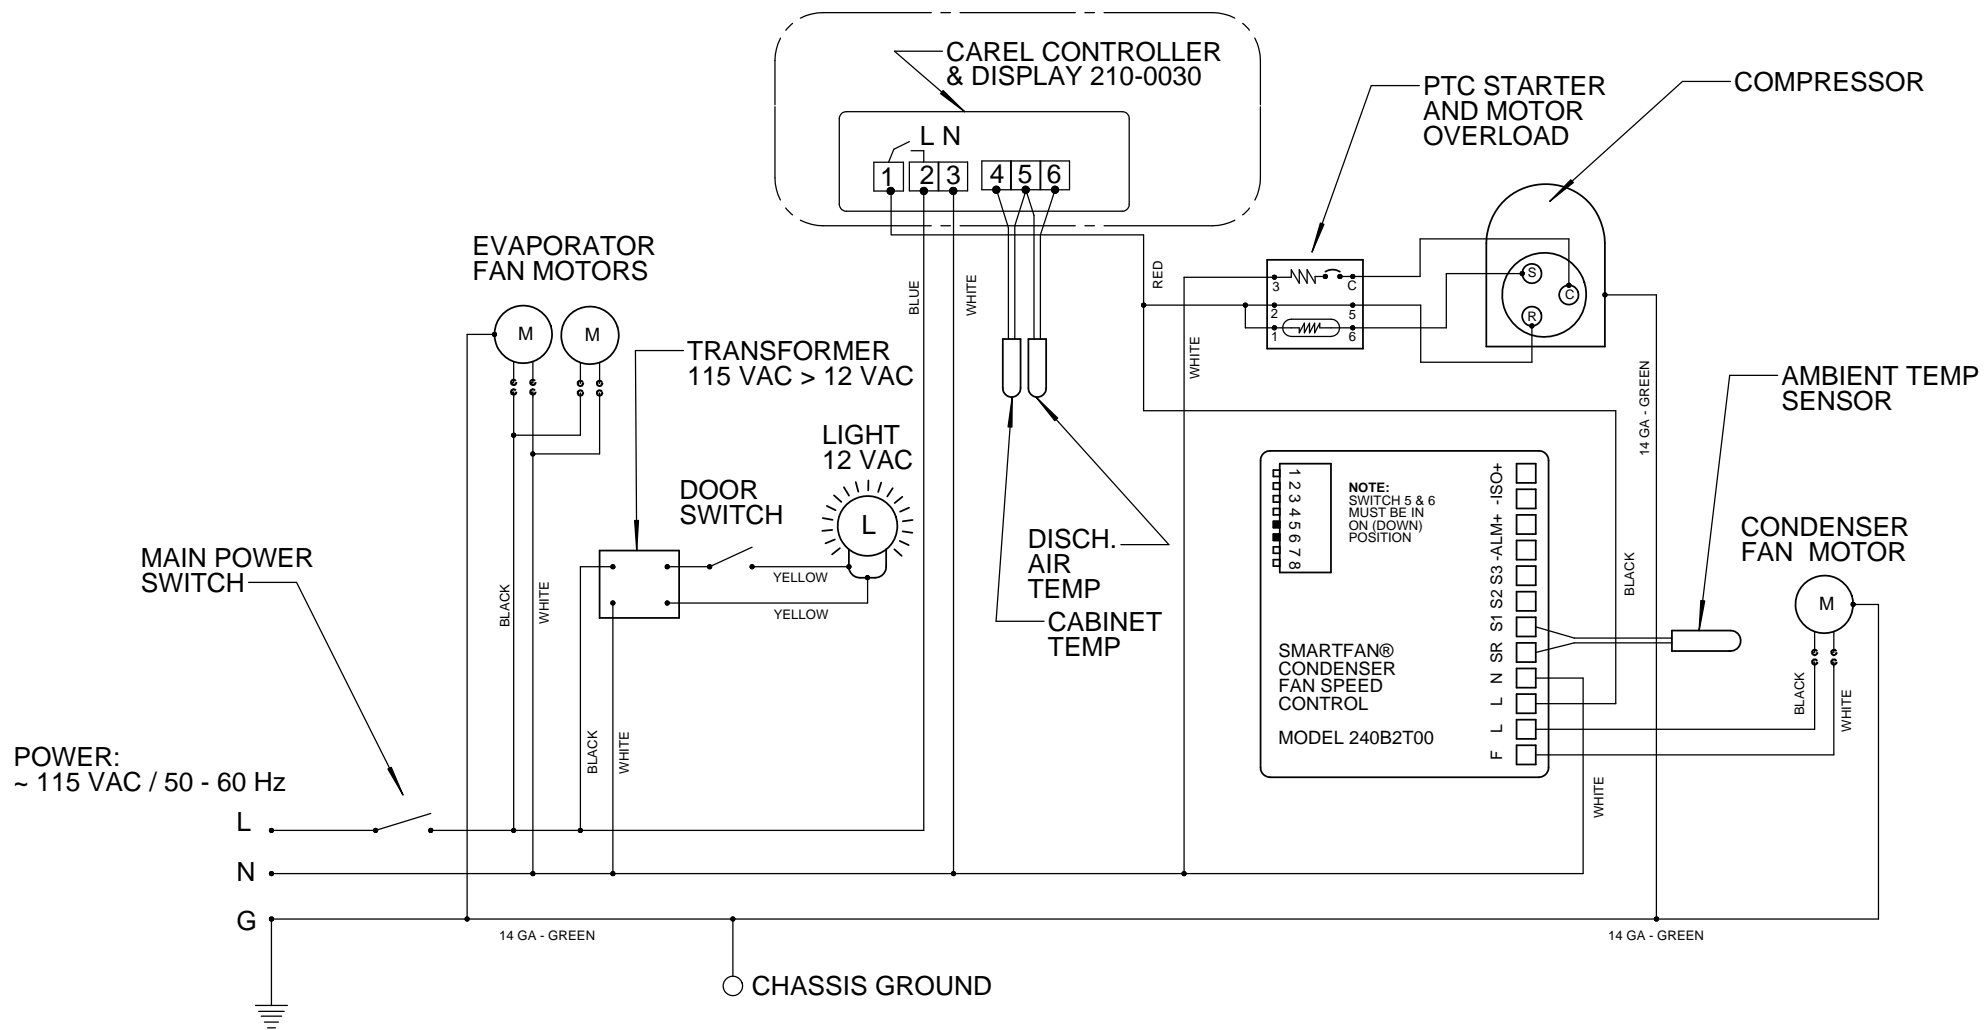 CAREL CONTROLLER
& DISPLAY 210-0030
L N
1 2 3 4 5 6
PTC STARTER
AND MOTOR
OVERLOAD
COMPRESSOR
3 C
2 5
1 6
S
C
R
EVAPORATOR
FAN MOTORS
M M
BLUE
WHITE
RED
WHITE
14 GA - GREEN
TRANSFORMER
115 VAC > 12 VAC
LIGHT
12 VAC
L
DOOR
SWITCH
YELLOW
YELLOW
MAIN POWER
SWITCH
BLACK
WHITE
BLACK
WHITE
DISCH.
AIR
TEMP
CABINET
TEMP
AMBIENT TEMP
SENSOR
1 2 3 4 5 6 7 8
NOTE:
SWITCH 5 & 6
MUST BE IN
ON (DOWN)
POSITION
SMARTFAN®
CONDENSER
FAN SPEED
CONTROL
MODEL 240B2T00
F L L N SR S1 S2 S3 -ALM+ -ISO+
BLACK
WHITE
CONDENSER
FAN MOTOR
M
BLACK
WHITE
POWER:
~ 115 VAC / 50 - 60 Hz
L
N
G
14 GA - GREEN
14 GA - GREEN
CHASSIS GROUND